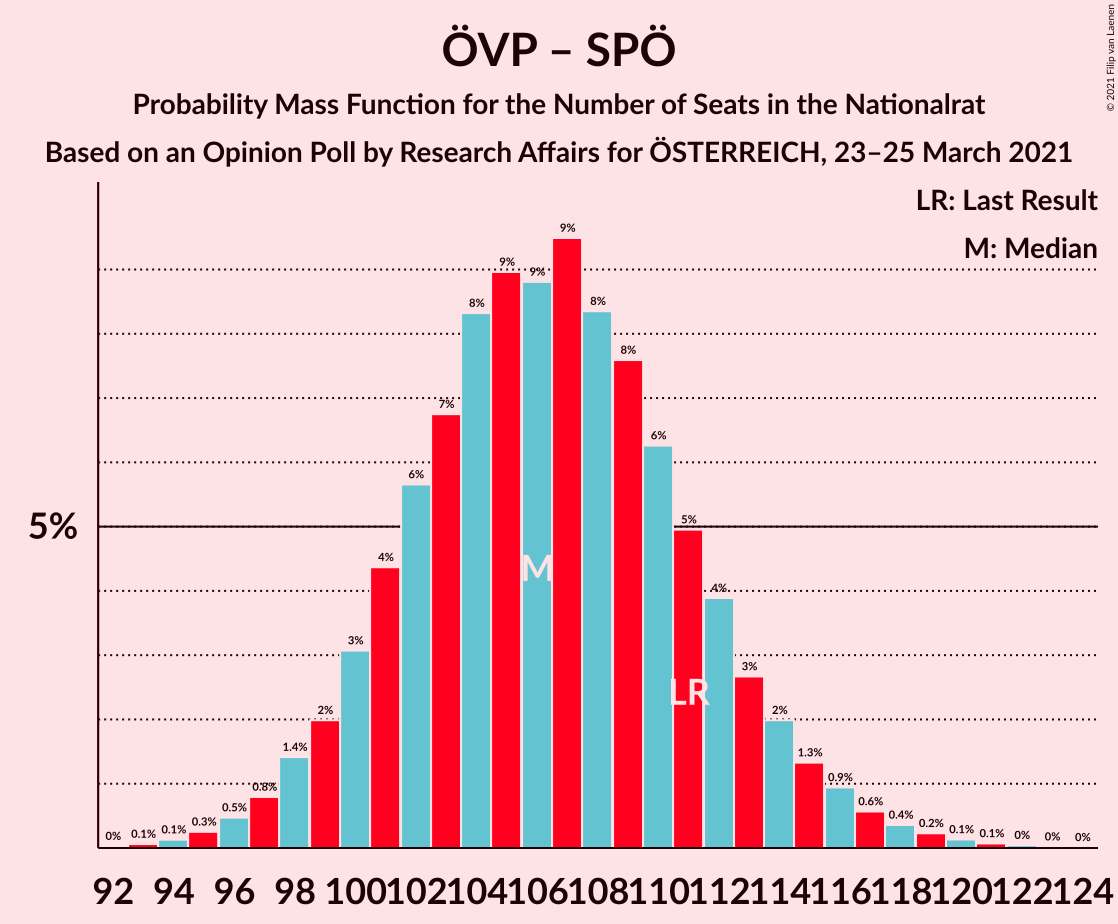 ÖVP – SPÖ
Probability Mass Function for the Number of Seats in the Nationalrat
Based on an Opinion Poll by Research Affairs for ÖSTERREICH, 23–25 March 2021
© 2021 Filip van Laenen
LR: Last Result
M: Median
5%
0% 0.1% 0.1% 0.3% 0.5% 0.8% 1.4% 2% 3% 4% 6% 7% 8% 9% 9% 9% 8% 8% 6% 5% 4% 3% 2% 1.3% 0.9% 0.6% 0.4% 0.2% 0.1% 0.1% 0% 0% 0%
M
LR
92 94 96 98 100 102 104 106 108 110 112 114 116 118 120 122 124